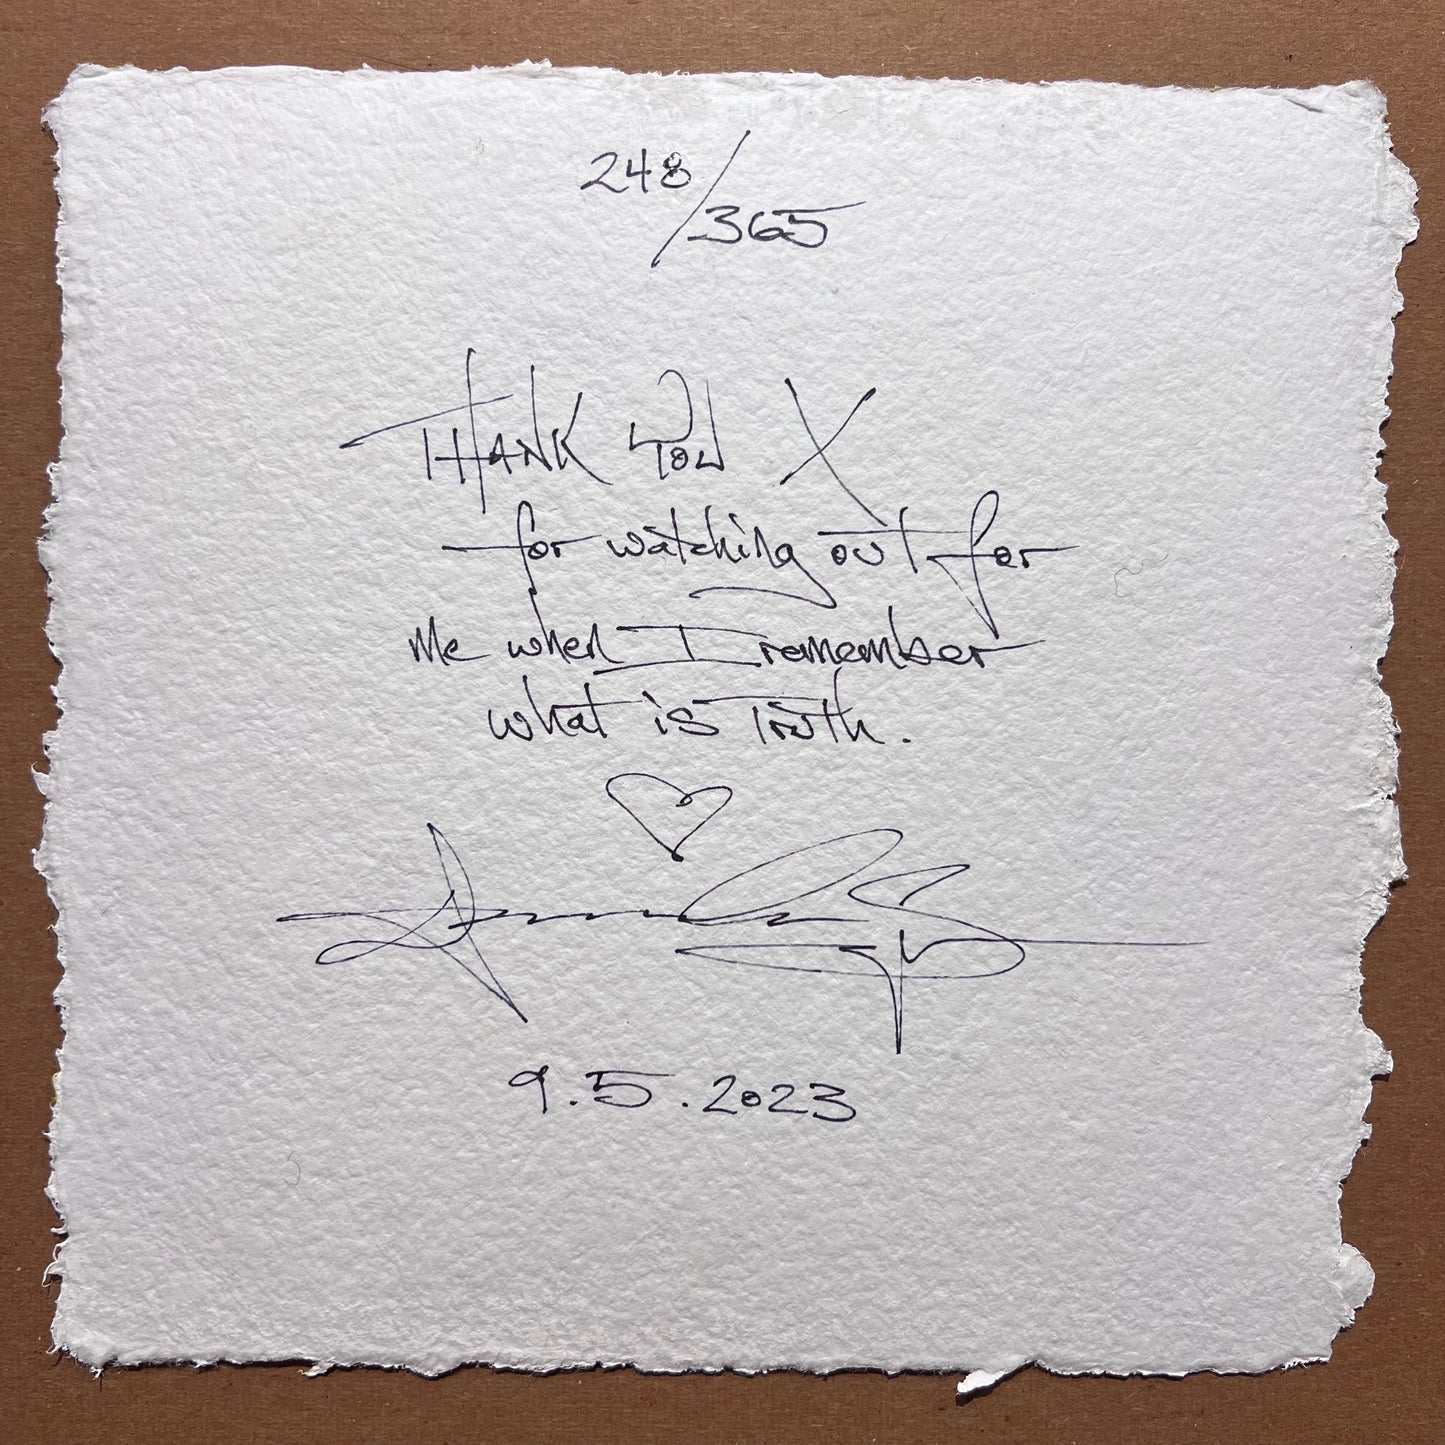 248/365
THANK YOU X
for watching out for
me when I remember
what is Truth.
9.5.2023